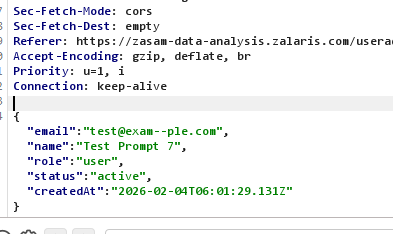 Sec-Fetch-Mode: cors
Sec-Fetch-Dest: empty
Referer: https://zasam-data-analysis.zalaris.com/usera
Accept-Encoding: gzip, deflate, br
Priority: u=1, i
Connection: keep-alive
{
"email":"test@exam--ple.com",
"name":"Test Prompt 7",
"role":"user",
"status":"active",
"createdAt":"2026-02-04T06:01:29.131Z"
}